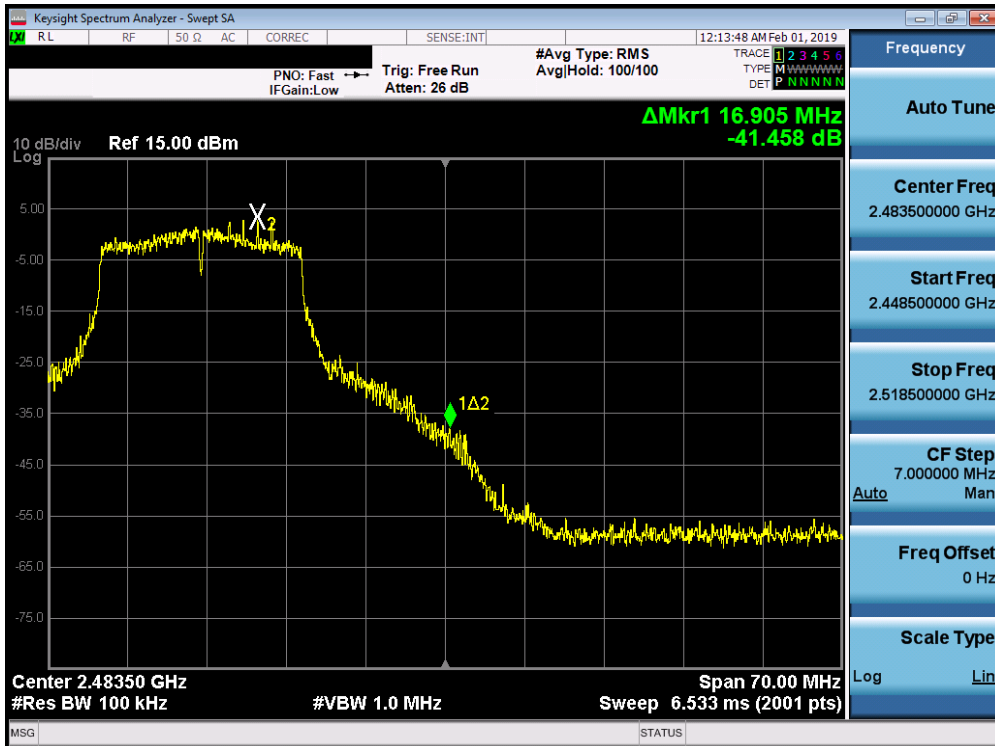 Keysight Spectrum Analyzer - Swept SA
LXI RL RF 50 Ω AC CORREC SENSE:INT 12:13:48 AM Feb 01, 2019
PNO: Fast
IFGain:Low
Trig: Free Run
Atten: 26 dB
#Avg Type: RMS
Avg|Hold: 100/100
TRACE 1 2 3 4 5 6
TYPE M WWWWW
DET P N N N N N
ΔMkr1 16.905 MHz
-41.458 dB
10 dB/div Ref 15.00 dBm
Log
5.00
-5.00
-15.0
-25.0
-35.0
-45.0
-55.0
-65.0
-75.0
X2
1Δ2
Center 2.48350 GHz Span 70.00 MHz
#Res BW 100 kHz #VBW 1.0 MHz Sweep 6.533 ms (2001 pts)
MSG STATUS
Frequency
Auto Tune
Center Freq
2.483500000 GHz
Start Freq
2.448500000 GHz
Stop Freq
2.518500000 GHz
CF Step
7.000000 MHz
Auto Man
Freq Offset
0 Hz
Scale Type
Log Lin